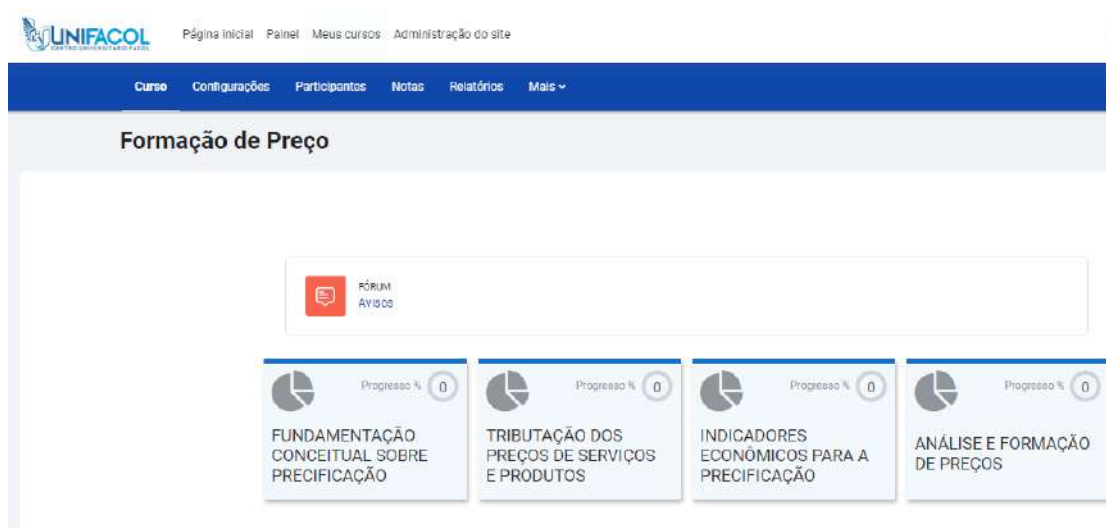 UNIFACOL
CENTRO UNIVERSITÁRIO FACOL
Página inicial Painel Meus cursos Administração do site
Curso Configurações Participantes Notas Relatórios Mais
Formação de Preço
FÓRUM
Avisos
Progresso % 0
FUNDAMENTAÇÃO
CONCEITUAL SOBRE
PRECIFICAÇÃO
Progresso % 0
TRIBUTAÇÃO DOS
PREÇOS DE SERVIÇOS
E PRODUTOS
Progresso % 0
INDICADORES
ECONÔMICOS PARA A
PRECIFICAÇÃO
Progresso % 0
ANÁLISE E FORMAÇÃO
DE PREÇOS